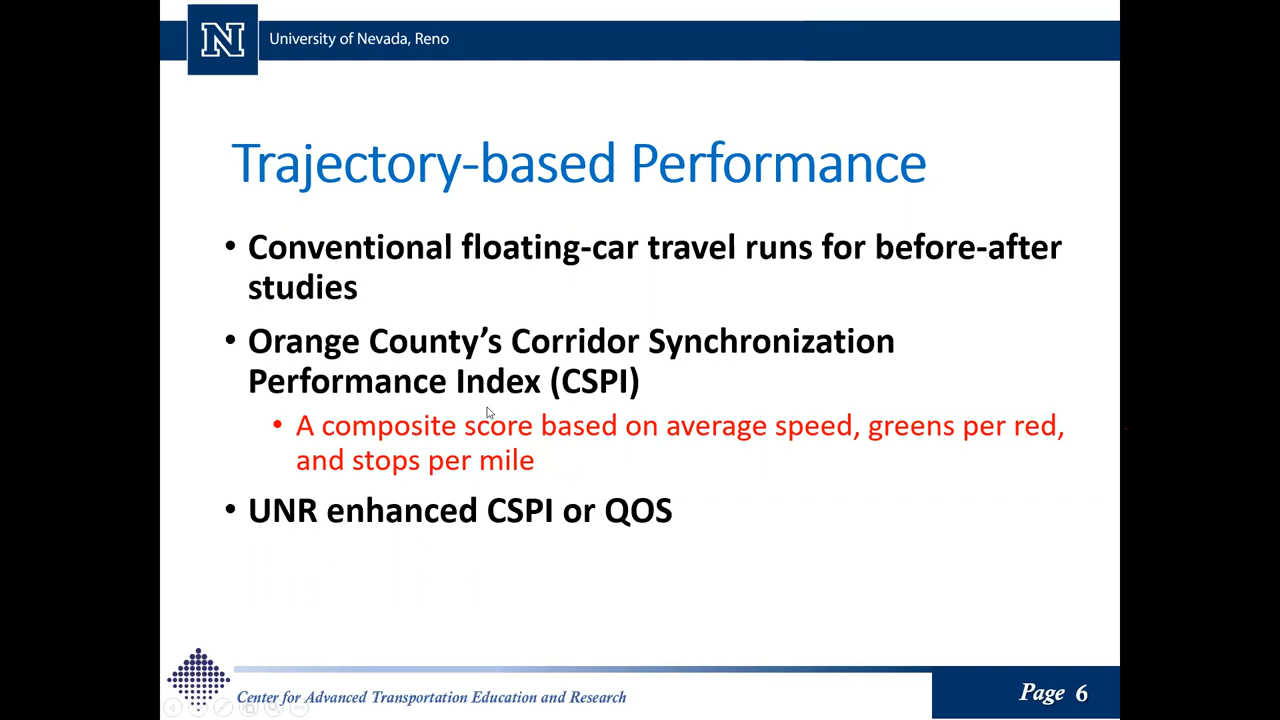 N
University of Nevada, Reno
Trajectory-based Performance
• Conventional floating-car travel runs for before-after
studies
• Orange County’s Corridor Synchronization
Performance Index (CSPI)
• A composite score based on average speed, greens per red,
and stops per mile
• UNR enhanced CSPI or QOS
Center for Advanced Transportation Education and Research
Page 6